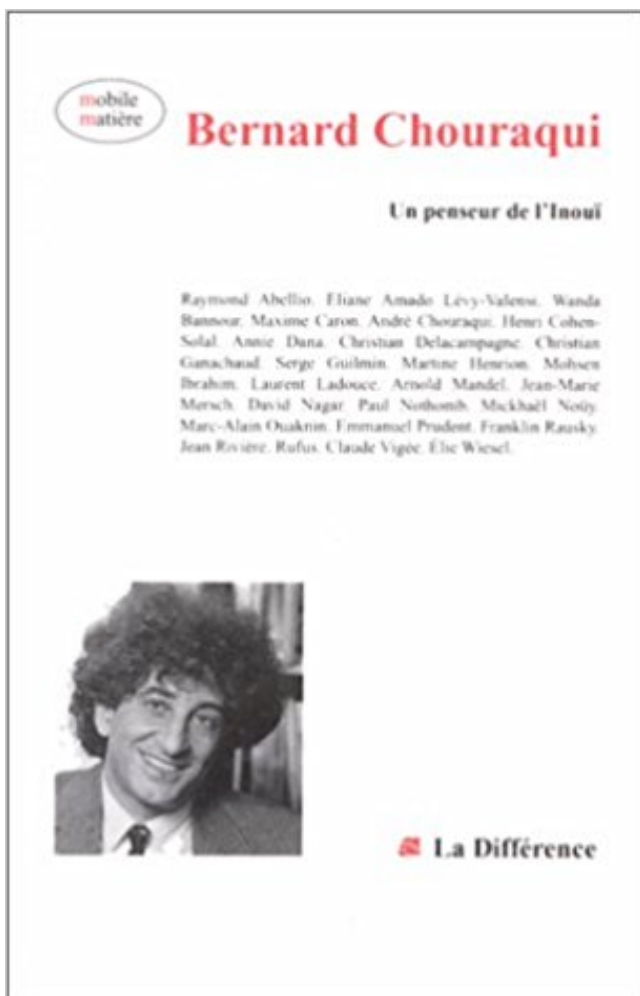 mobile
matière
Bernard Chouraqui
Un penseur de l'Inouï
Raymond Abellio. Éliane Amado Lévy-Valensi. Wanda
Bannour. Maxime Caron. André Chouraqui. Henri Cohen-
Solal. Annie Dana. Christian Delacampagne. Christian
Ganachaud. Serge Guilmin. Martine Henrion. Mohsen
Ibrahim. Laurent Ladouce. Arnold Mandel. Jean-Marie
Mersch. David Nagar. Paul Nothomb. Mickhaël Noüy.
Marc-Alain Ouaknin. Emmanuel Prudent. Franklin Rausky.
Jean Rivière. Rufus. Claude Vigée. Élie Wiesel.
La Différence